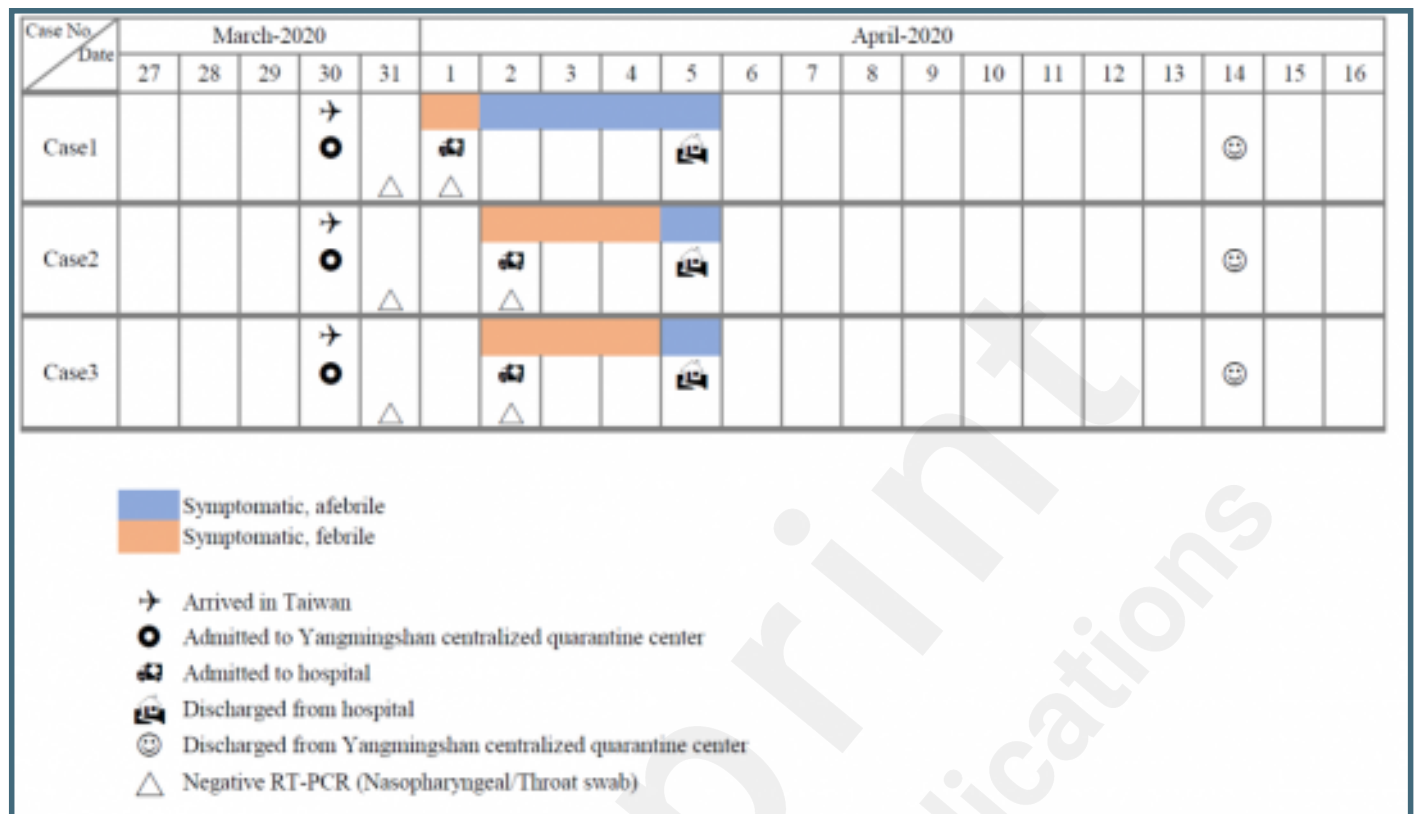 Case No.
Date
March-2020 April-2020
27 28 29 30 31 1 2 3 4 5 6 7 8 9 10 11 12 13 14 15 16
Case1
Case2
Case3
Symptomatic, afebrile
Symptomatic, febrile
Arrived in Taiwan
Admitted to Yangmingshan centralized quarantine center
Admitted to hospital
Discharged from hospital
Discharged from Yangmingshan centralized quarantine center
Negative RT-PCR (Nasopharyngeal/Throat swab)
print